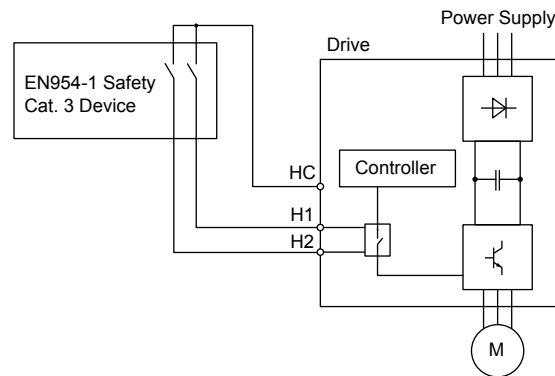 Power Supply
Drive
EN954-1 Safety
Cat. 3 Device
Controller
HC
H1
H2
M